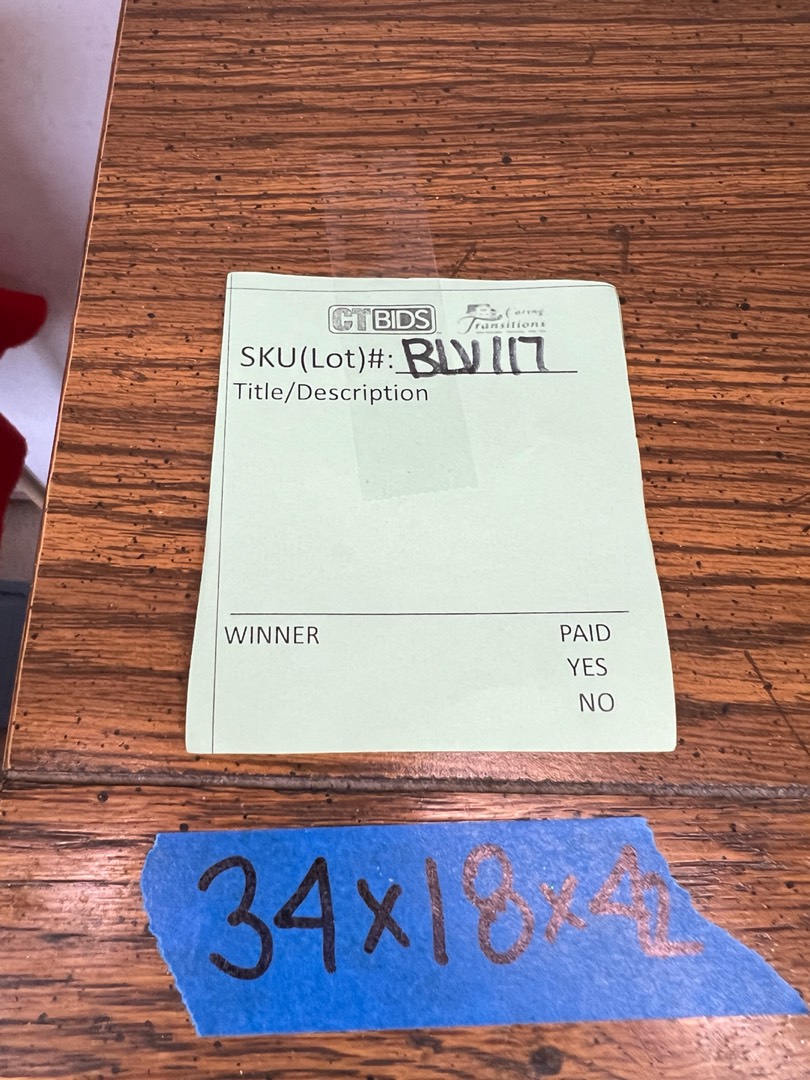 CTBIDS Caring Transitions
SKU(Lot)#: BLV117
Title/Description
WINNER PAID
YES
NO
34x18x42